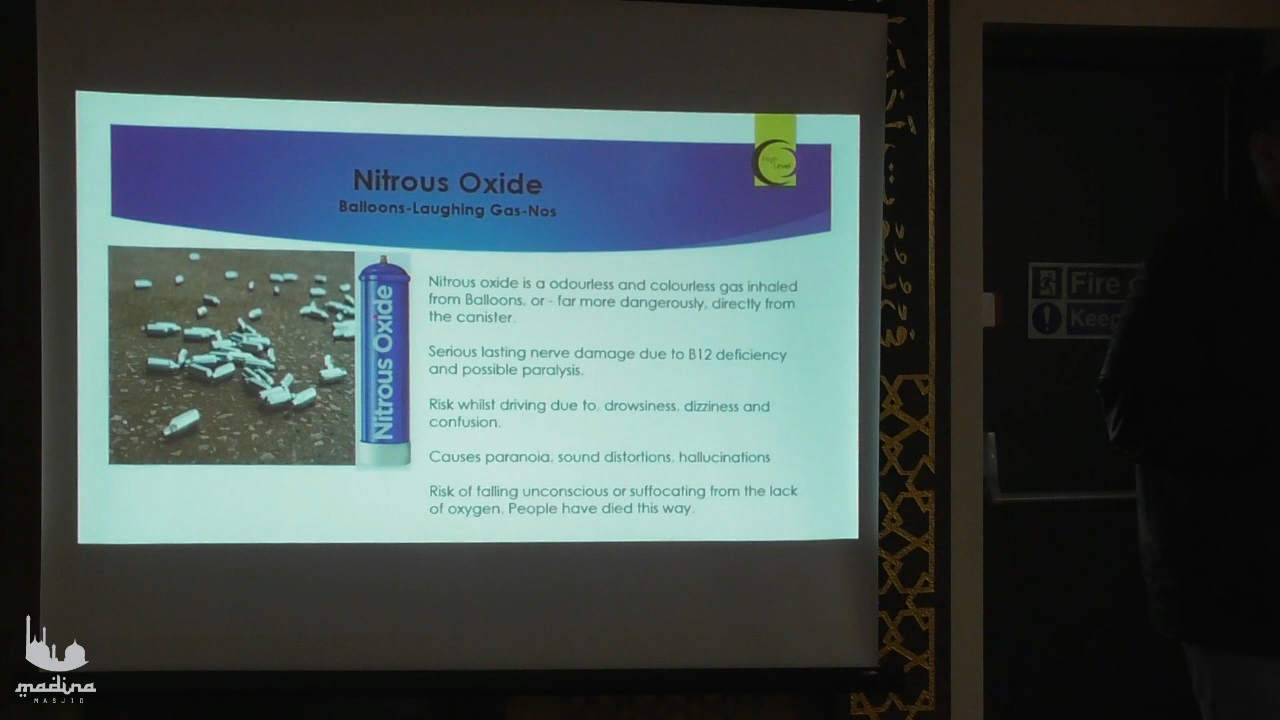 Nitrous Oxide
Balloons-Laughing Gas-Nos
High
Level
Nitrous Oxide
Nitrous oxide is a odourless and colourless gas inhaled
from Balloons, or - far more dangerously, directly from
the canister.
Serious lasting nerve damage due to B12 deficiency
and possible paralysis.
Risk whilst driving due to, drowsiness, dizziness and
confusion.
Causes paranoia, sound distortions, hallucinations
Risk of falling unconscious or suffocating from the lack
of oxygen. People have died this way.
Fire
Keep
madina
MASJID